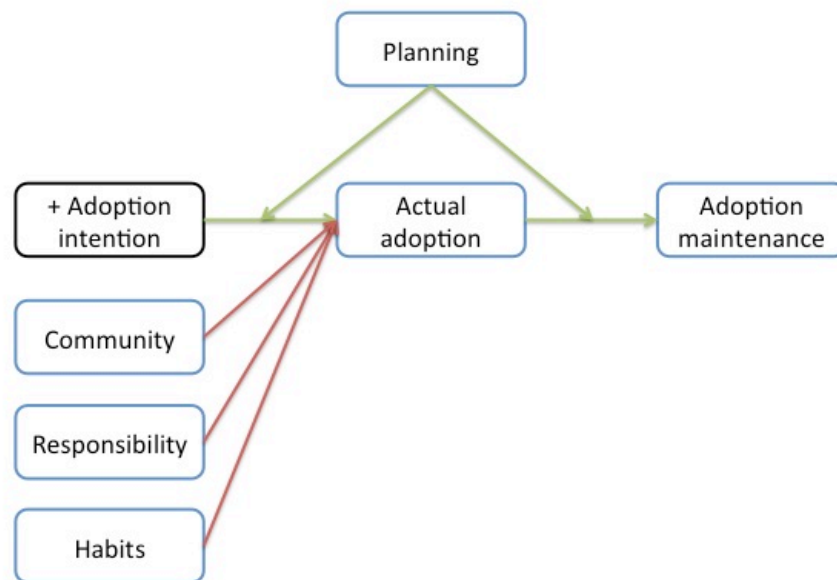 Planning
+ Adoption
intention
Actual
adoption
Adoption
maintenance
Community
Responsibility
Habits